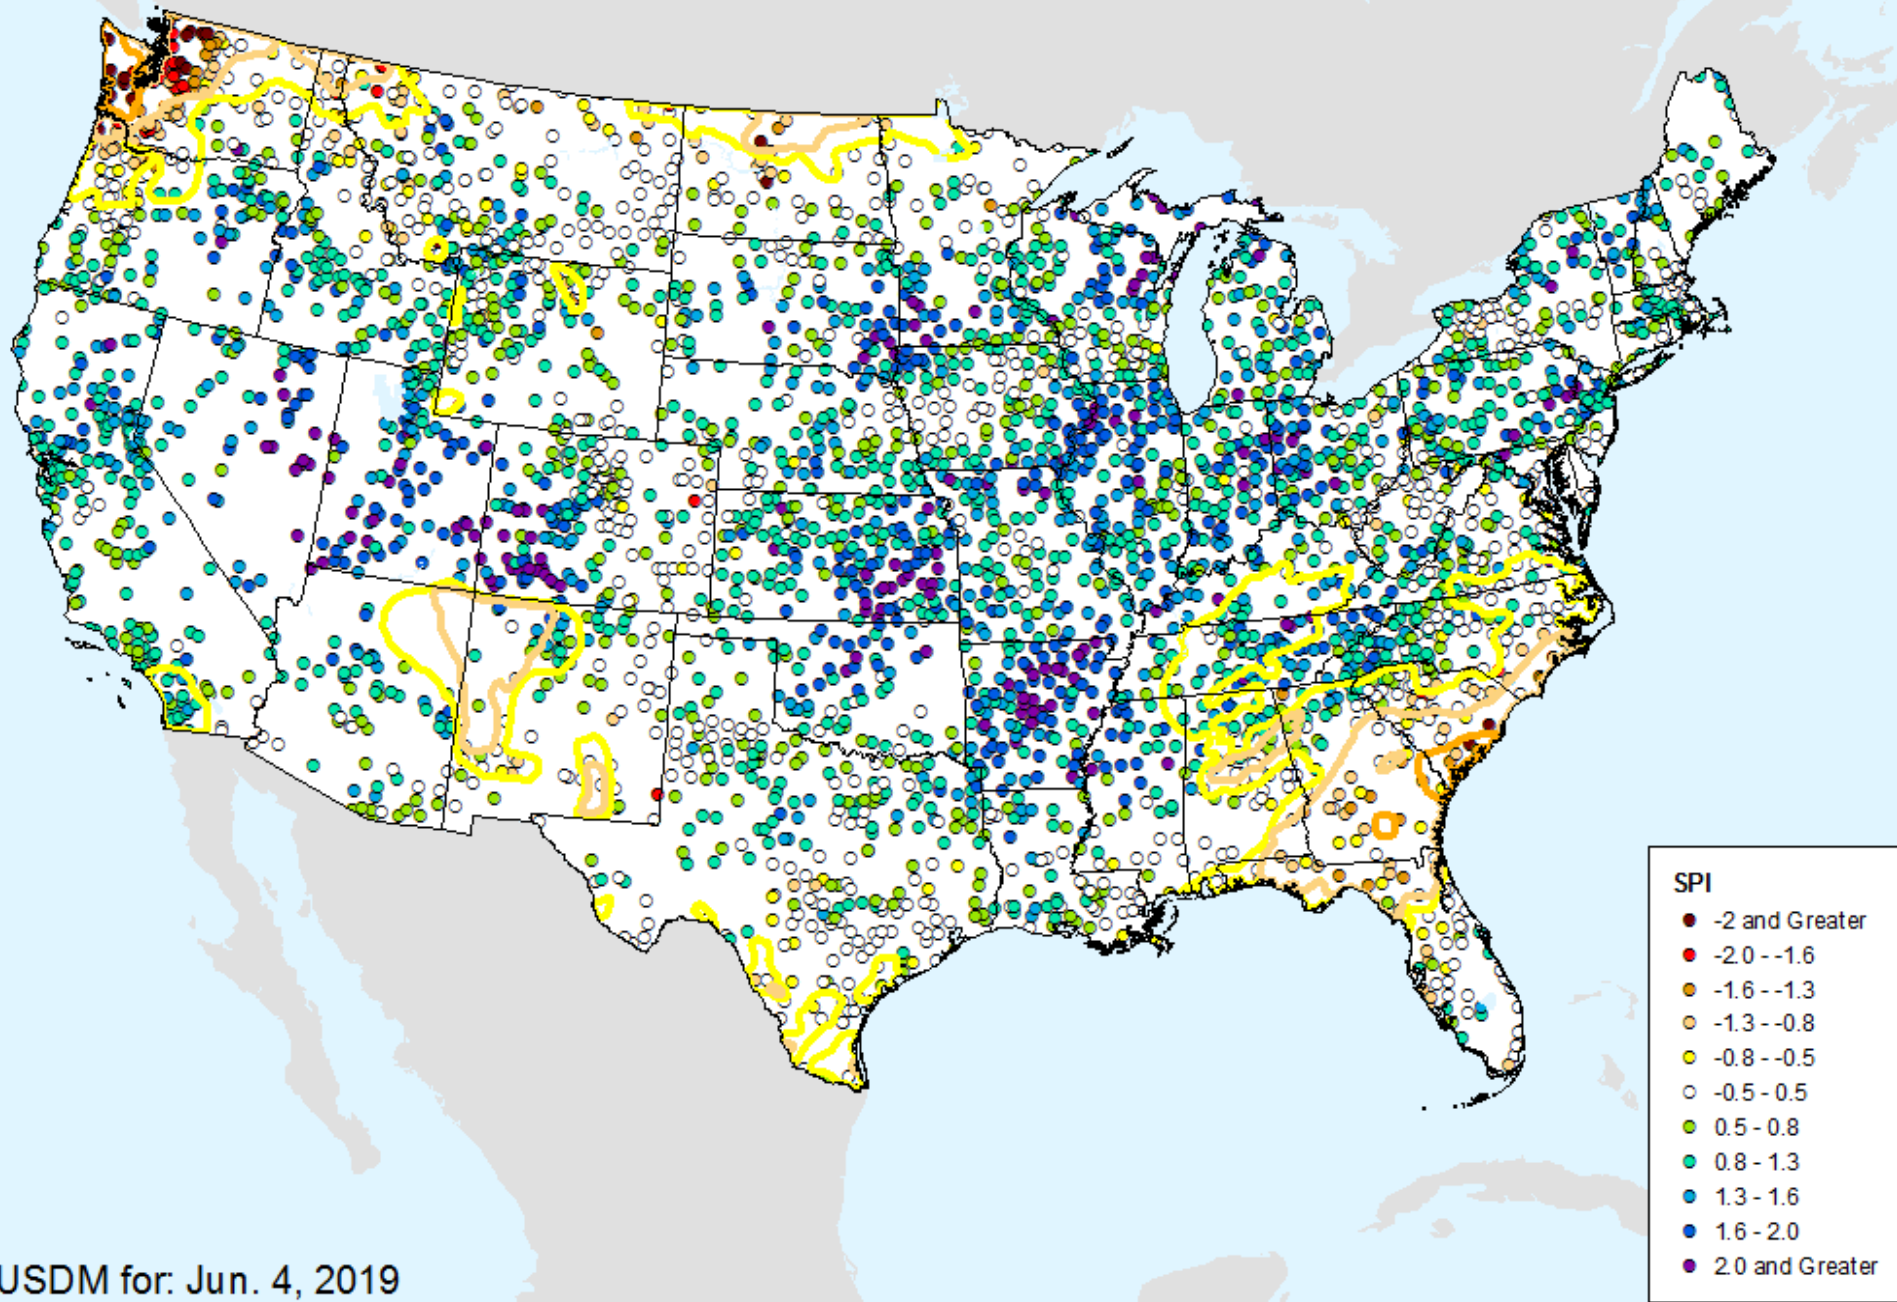 SPI
-2 and Greater
-2.0 - -1.6
-1.6 - -1.3
-1.3 - -0.8
-0.8 - -0.5
-0.5 - 0.5
0.5 - 0.8
0.8 - 1.3
1.3 - 1.6
1.6 - 2.0
2.0 and Greater
USDM for: Jun. 4, 2019